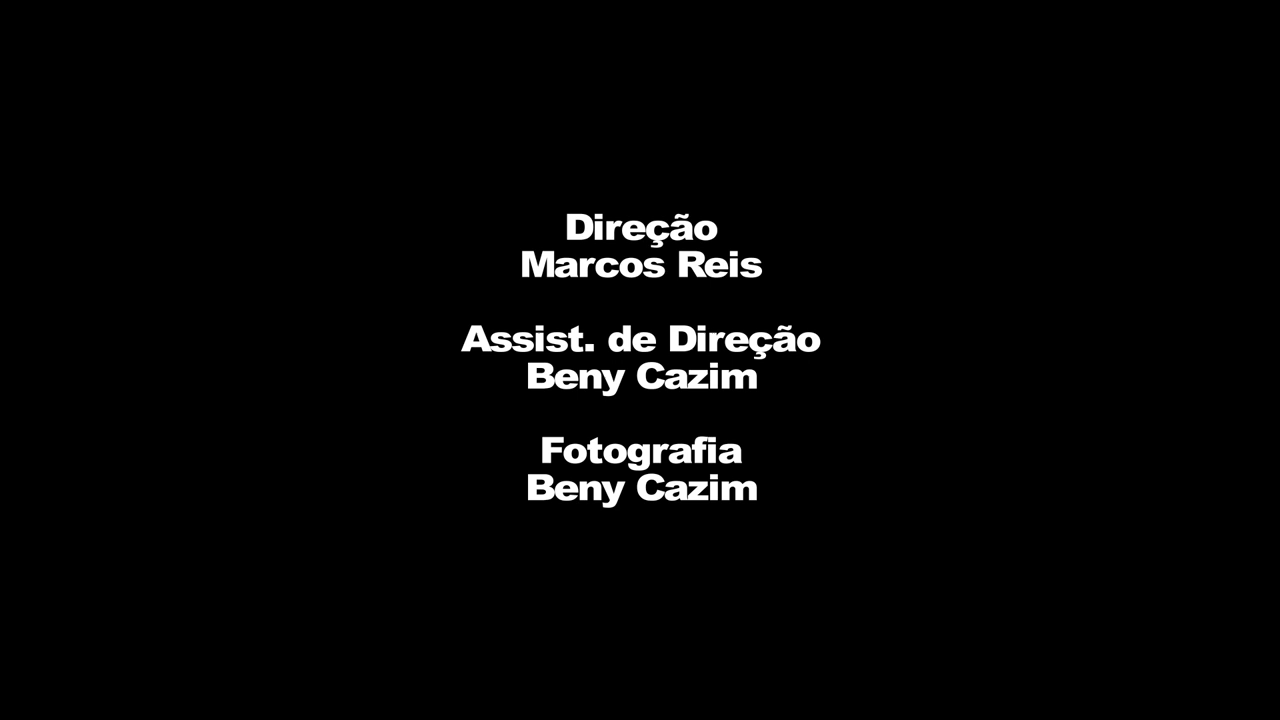 Direção
Marcos Reis
Assist. de Direção
Beny Cazim
Fotografia
Beny Cazim